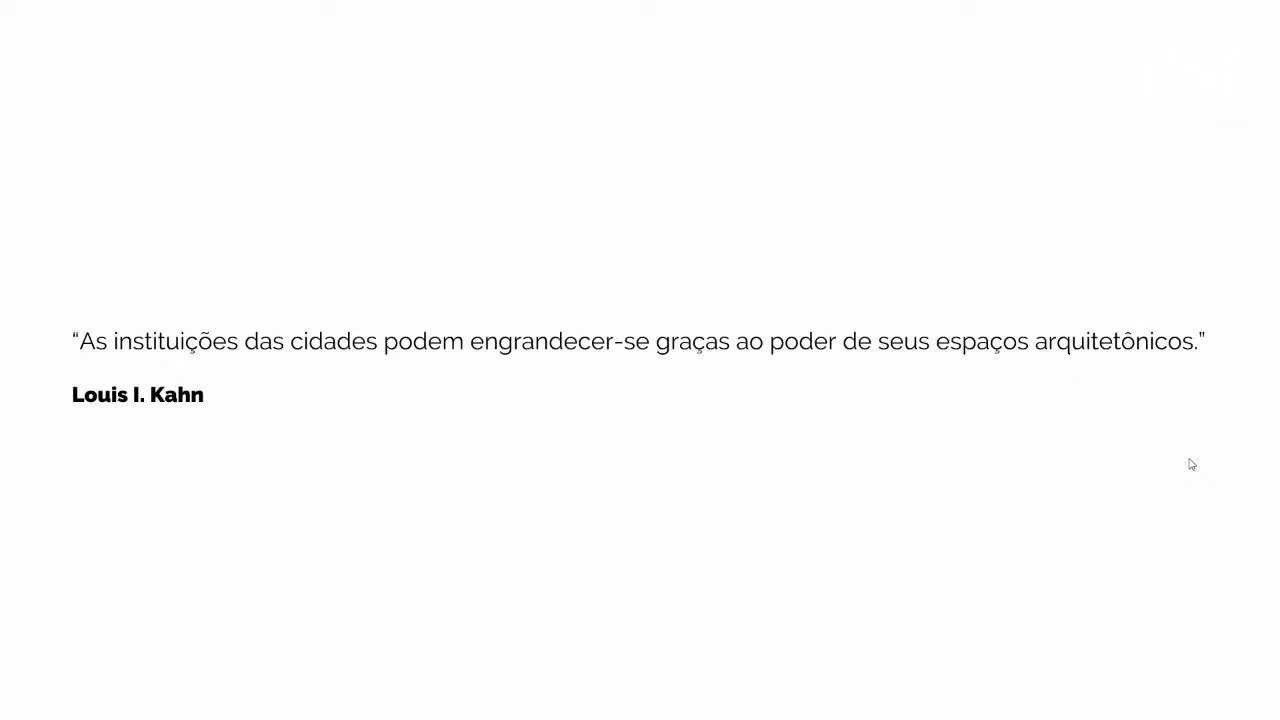 “As instituições das cidades podem engrandecer-se graças ao poder de seus espaços arquitetônicos.”
Louis I. Kahn